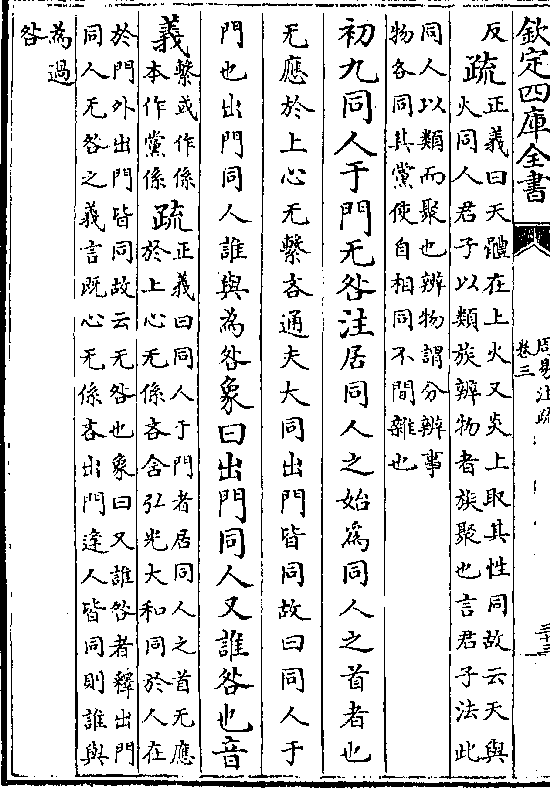 欽定四庫全書
周易注疏
卷三
反疏正義曰天體在上火又炎上取其性同故云天與
火同人君子以類族辨物者族聚也言君子法此
同人以類而聚也辨物謂分辨事
物各同其黨使自相同不間雜也
初九同人于門无咎注居同人之始爲同人之首者也
无應於上心无繫吝通夫大同出門皆同故曰同人于
門也出門同人誰與為咎象曰出門同人又誰咎也音
義繫或作係
本作黨係
疏正義曰同人于門者居同人之首无應
於上心无係吝含弘光大和同於人在
於門外出門皆同故云无咎也象曰又誰咎者釋出門
同人无咎之義言既心无係吝出門逢人皆同則誰與
為過
咎